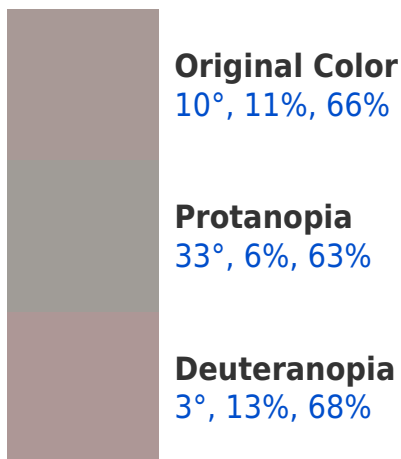 Original Color
10°, 11%, 66%
Protanopia
33°, 6%, 63%
Deuteranopia
3°, 13%, 68%